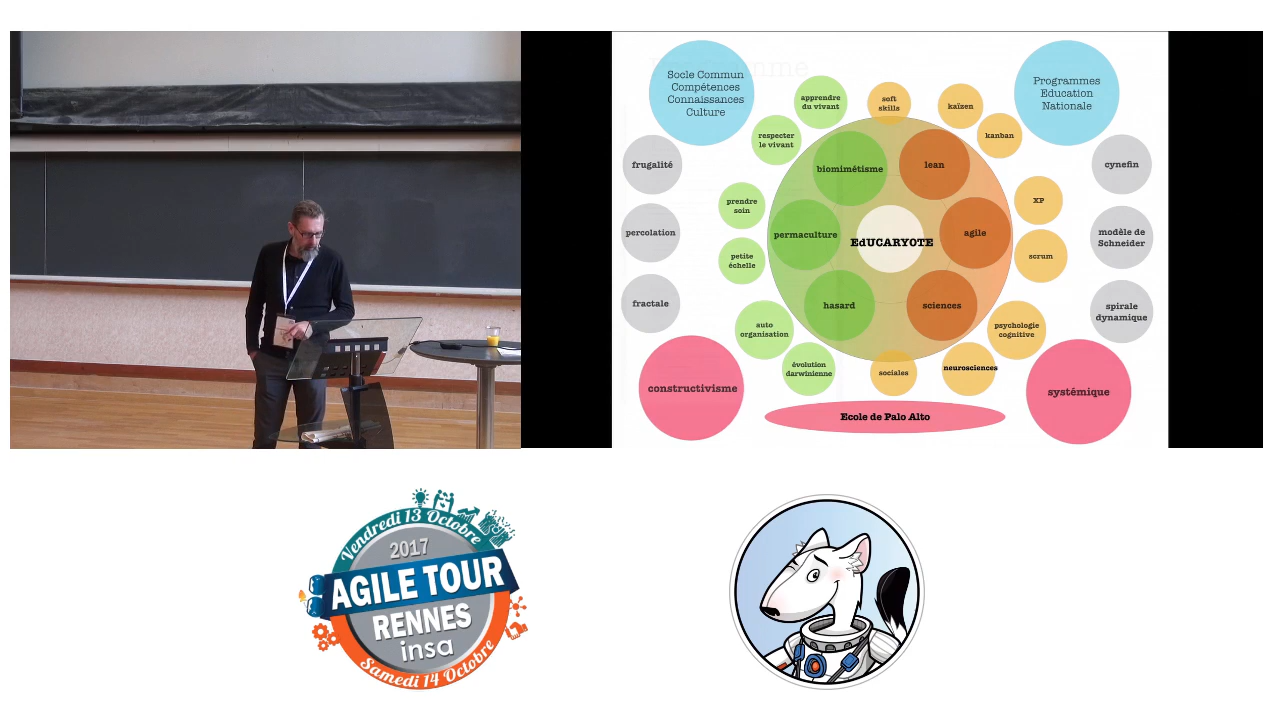 Socle Commun
Compétences
Connaissances
Culture
apprendre
du vivant
soft
skills
kaïzen
Programmes
Education
Nationale
respecter
le vivant
kanban
frugalité
biomimétisme
lean
cynefin
prendre
soin
XP
percolation
permaculture
EdUCARYOTE
agile
modèle de
Schneider
petite
échelle
scrum
fractale
hasard
sciences
spirale
dynamique
auto
organisation
psychologie
cognitive
évolution
darwinienne
sociales
neurosciences
constructivisme
systémique
Ecole de Palo Alto
Vendredi 13 Octobre
2017
AGILE TOUR
RENNES
insa
Samedi 14 Octobre